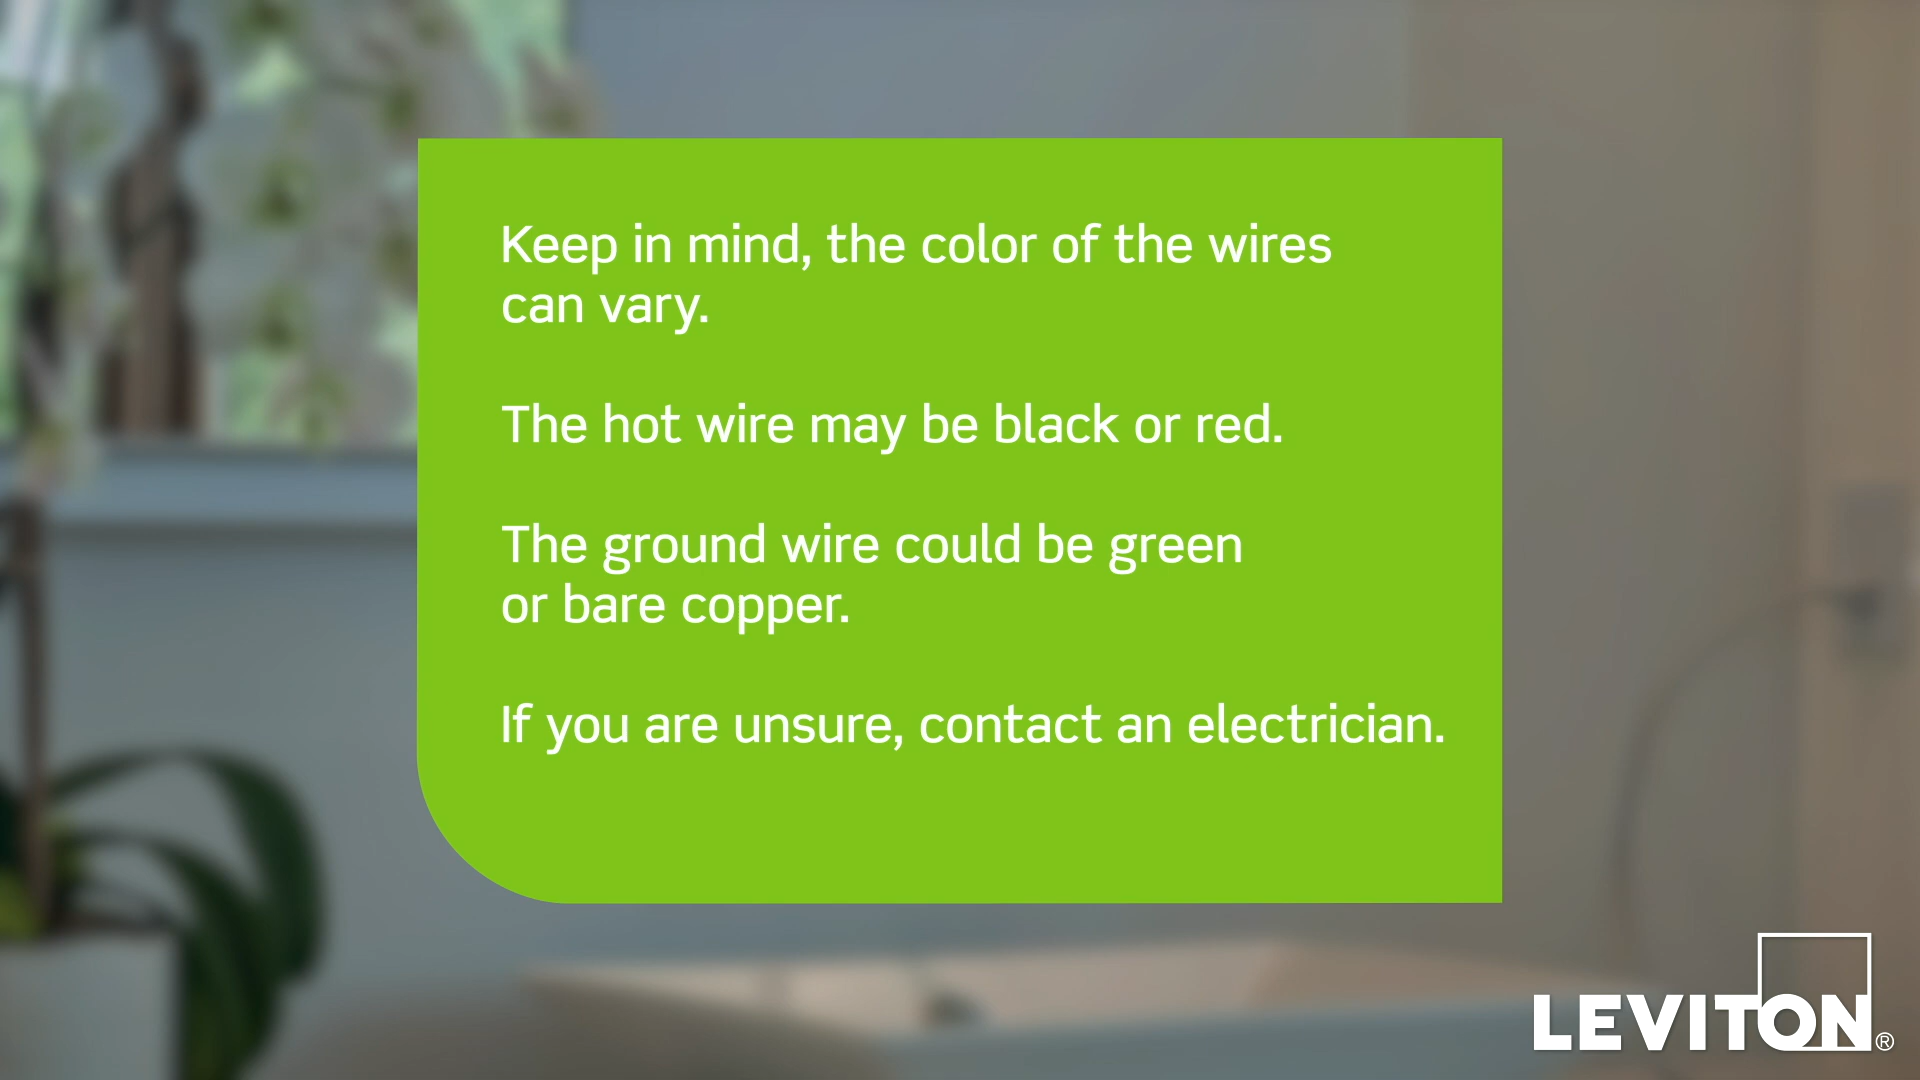 Keep in mind, the color of the wires
can vary.
The hot wire may be black or red.
The ground wire could be green
or bare copper.
If you are unsure, contact an electrician.
LEVITON®